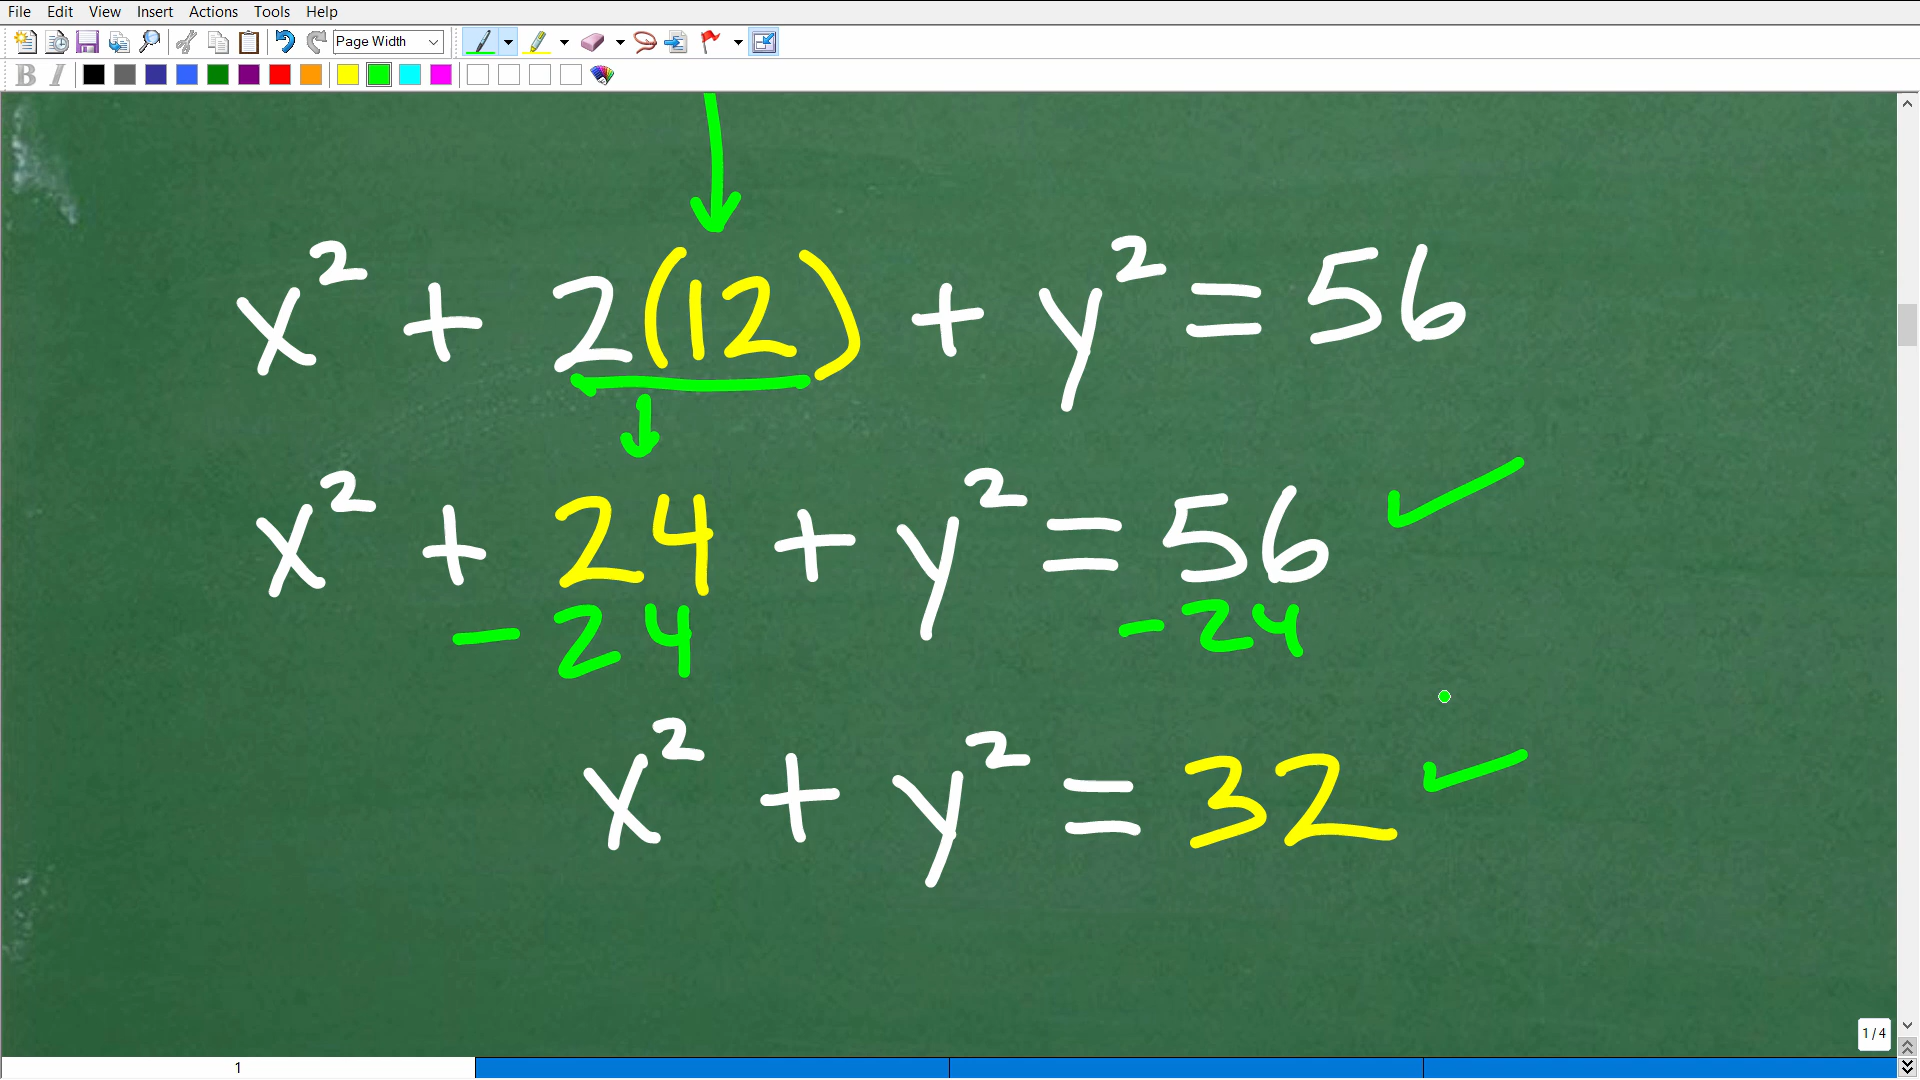 File Edit View Insert Actions Tools Help
Page Width
B I
x² + 2(12) + y² = 56
x² + 24 + y² = 56
- 24 - 24
x² + y² = 32
1 / 4
1